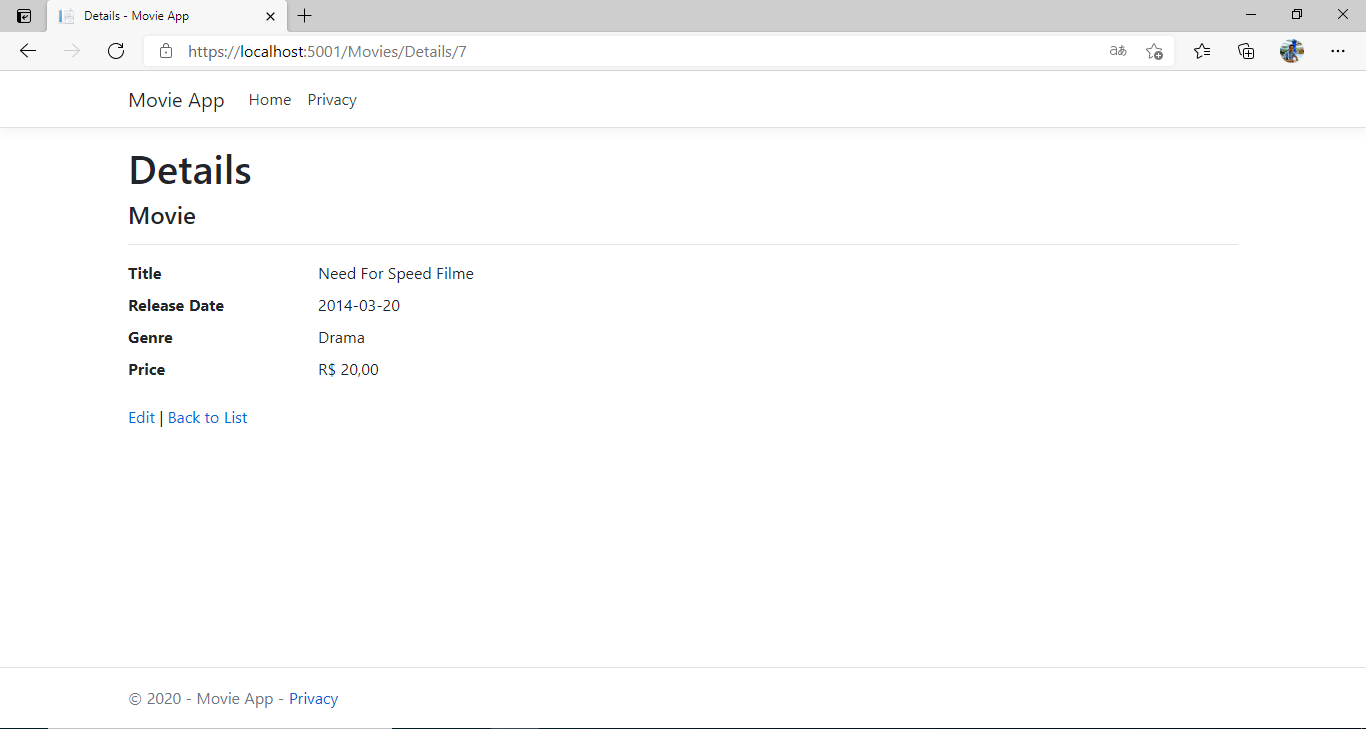 Details - Movie App
https://localhost:5001/Movies/Details/7
aあ
Movie App Home Privacy
Details
Movie
Title Need For Speed Filme
Release Date 2014-03-20
Genre Drama
Price R$ 20,00
Edit | Back to List
© 2020 - Movie App - Privacy